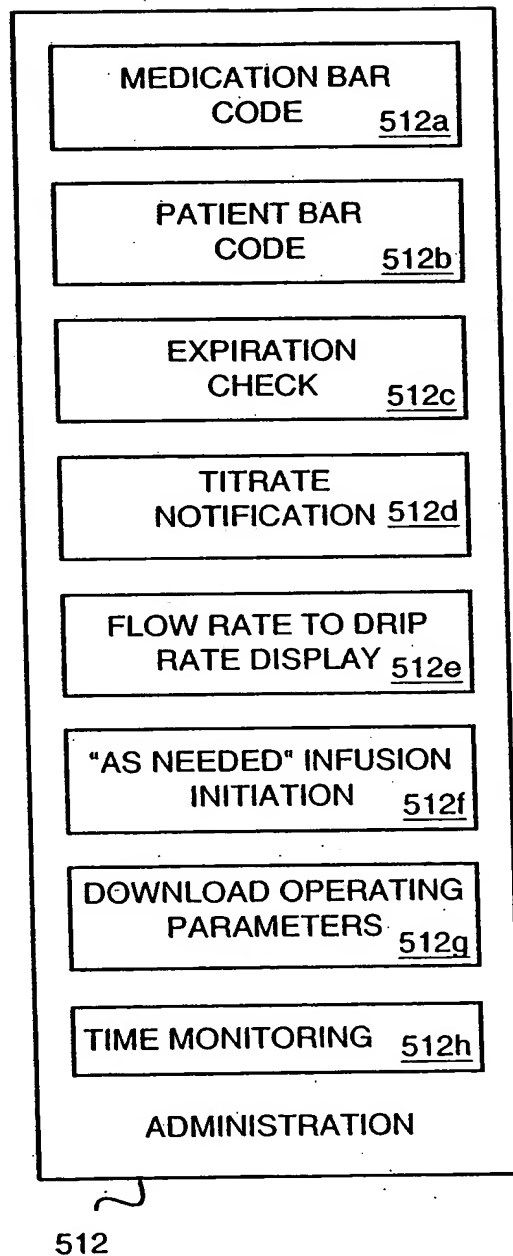 MEDICATION BAR
CODE 512a
PATIENT BAR
CODE 512b
EXPIRATION
CHECK 512c
TITRATE
NOTIFICATION 512d
FLOW RATE TO DRIP
RATE DISPLAY 512e
"AS NEEDED" INFUSION
INITIATION 512f
DOWNLOAD OPERATING
PARAMETERS 512g
TIME MONITORING 512h
ADMINISTRATION
512